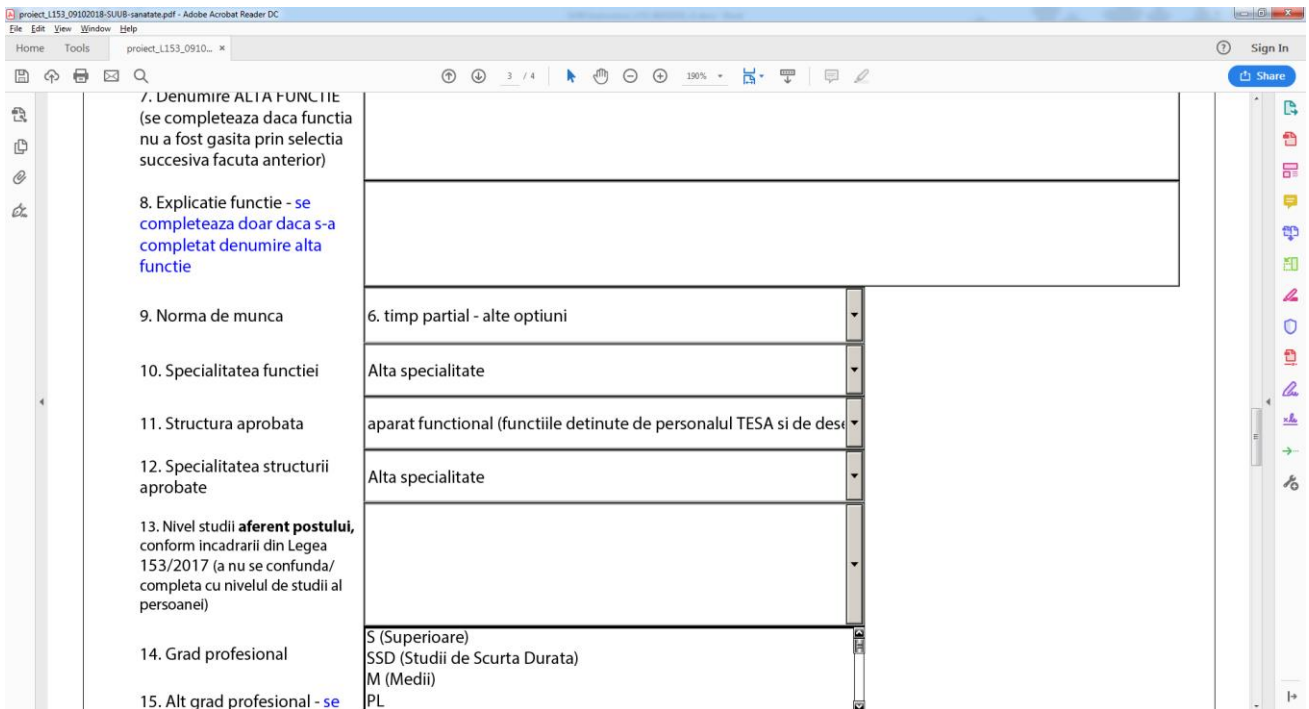 proiect_L153_09102018-SUUB-sanatate.pdf - Adobe Acrobat Reader DC
File Edit View Window Help
Home Tools proiect_L153_0910... × Sign In
3 / 4 190% Share
7. Denumire ALTA FUNCTIE
(se completeaza daca functia
nu a fost gasita prin selectia
succesiva facuta anterior)
8. Explicatie functie - se
completeaza doar daca s-a
completat denumire alta
functie
9. Norma de munca
6. timp partial - alte optiuni
10. Specialitatea functiei
Alta specialitate
11. Structura aprobata
aparat functional (functiile detinute de personalul TESA si de dese
12. Specialitatea structurii
aprobate
Alta specialitate
13. Nivel studii aferent postului,
conform incadrarii din Legea
153/2017 (a nu se confunda/
completa cu nivelul de studii al
persoanei)
14. Grad profesional
S (Superioare)
SSD (Studii de Scurta Durata)
M (Medii)
PL
15. Alt grad profesional - se